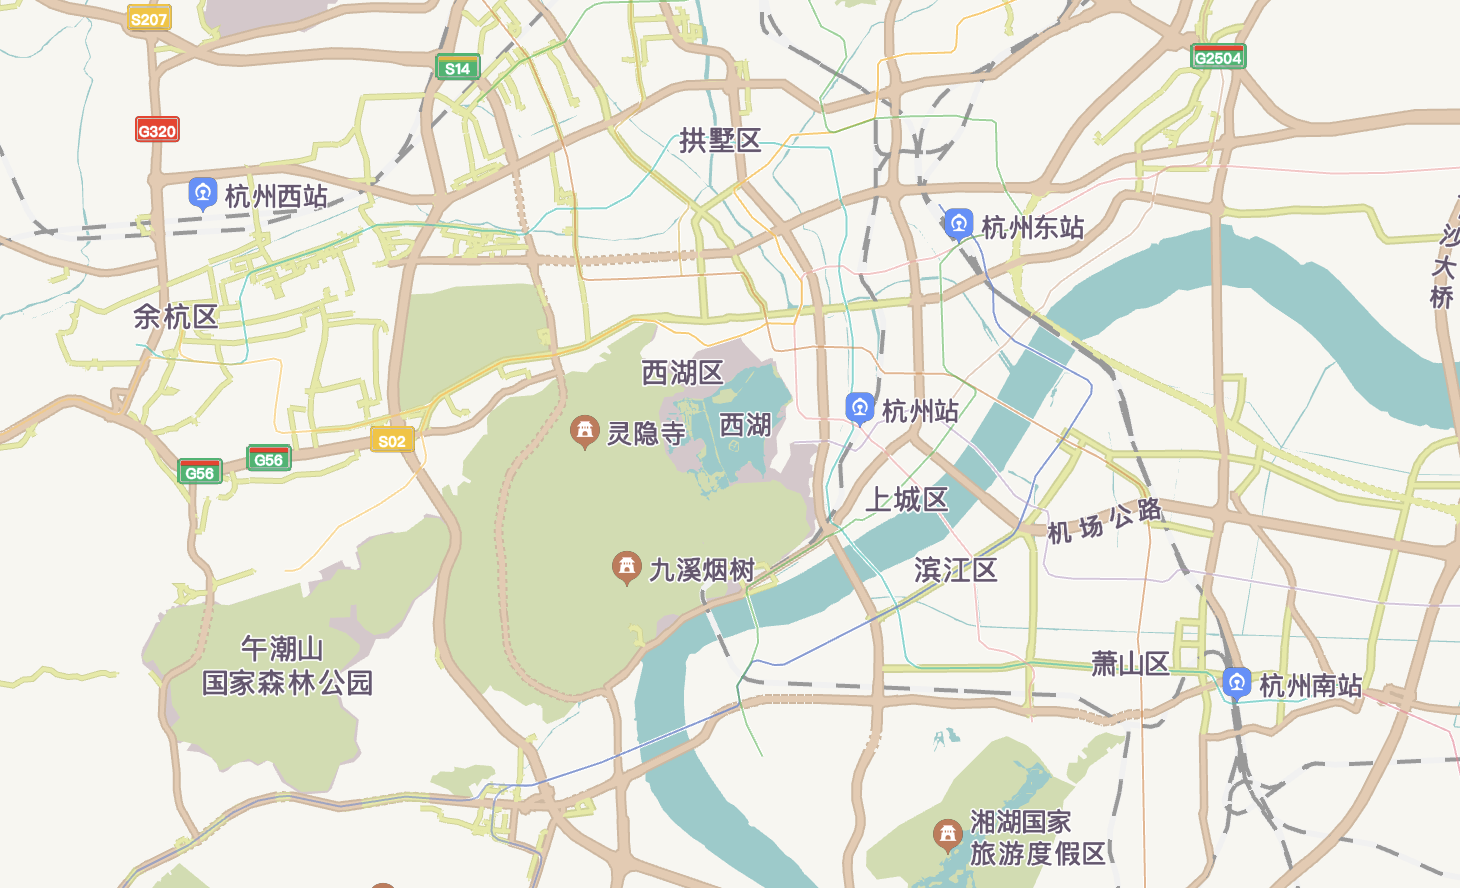 S207
S14
G2504
G320
拱墅区
杭州西站
杭州东站
沙大桥
余杭区
西湖区
西湖
杭州站
灵隐寺
S02
G56
G56
上城区
机场公路
九溪烟树
滨江区
午潮山
国家森林公园
萧山区
杭州南站
湘湖国家
旅游度假区